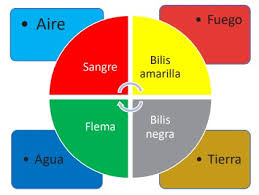 • Aire
• Fuego
Sangre
Bilis
amarilla
Flema
Bilis
negra
• Agua
• Tierra